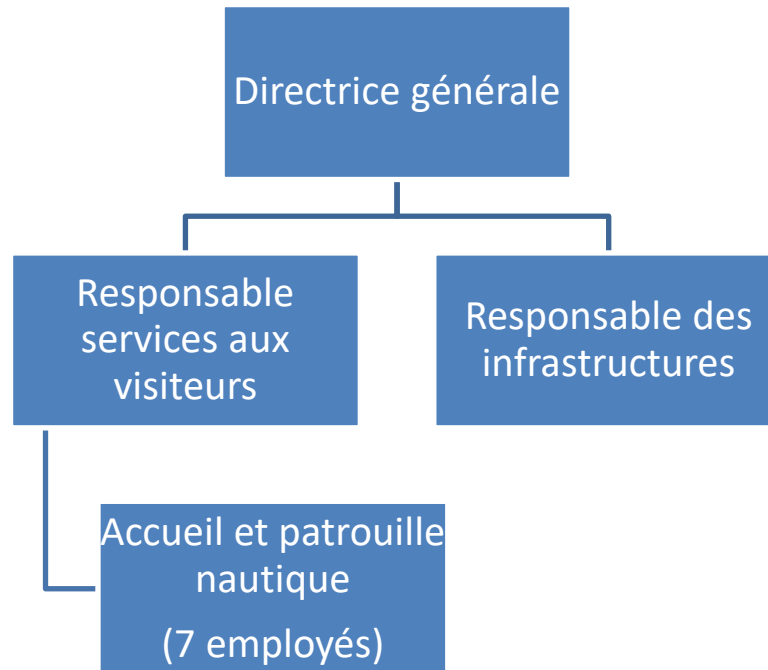 Directrice générale
Responsable
services aux
visiteurs
Responsable des
infrastructures
Accueil et patrouille
nautique
(7 employés)